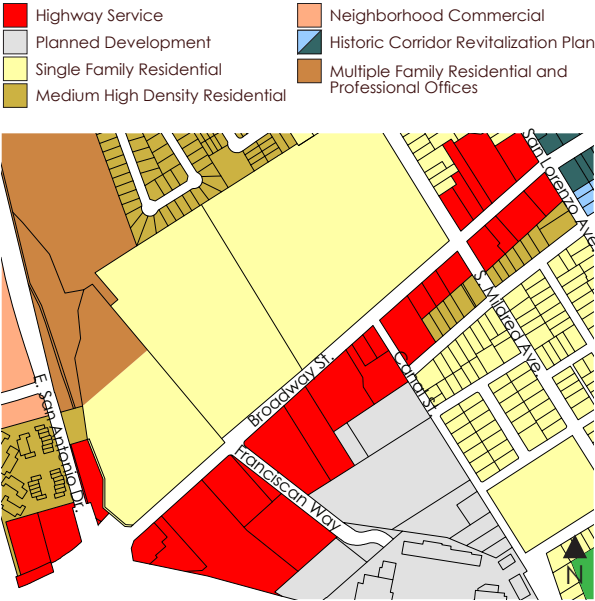 Highway Service
Planned Development
Single Family Residential
Medium High Density Residential
Neighborhood Commercial
Historic Corridor Revitalization Plan
Multiple Family Residential and
Professional Offices
San Lorenzo Ave.
S. Mildred Ave.
Broadway St.
Canal St.
E. San Antonio Dr.
Franciscan Way
N